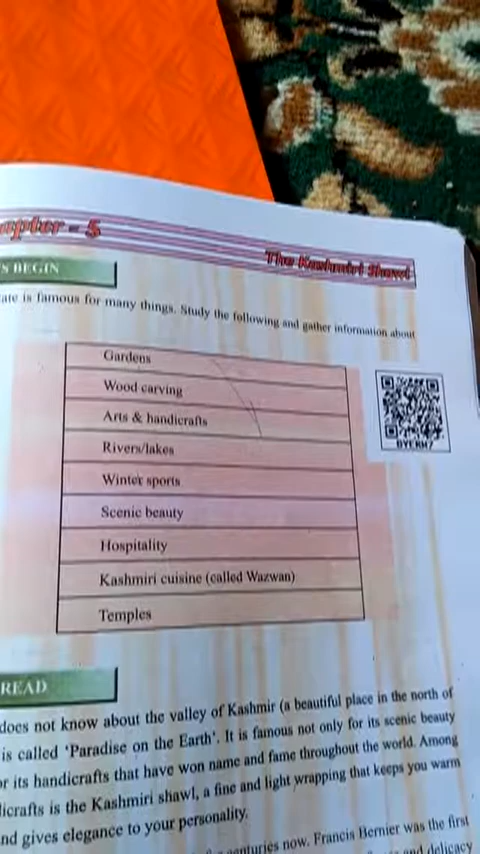 apter - 5
The Kashmiri Shawl
'S BEGIN
ate is famous for many things. Study the following and gather information about
Gardens
Wood carving
Arts & handicrafts
Rivers/lakes
Winter sports
Scenic beauty
Hospitality
Kashmiri cuisine (called Wazwan)
Temples
READ
does not know about the valley of Kashmir (a beautiful place in the north of
is called 'Paradise on the Earth'. It is famous not only for its scenic beauty
or its handicrafts that have won name and fame throughout the world. Among
dicrafts is the Kashmiri shawl, a fine and light wrapping that keeps you warm
nd gives elegance to your personality.
centuries now. Francis Bernier was the first
and delicacy